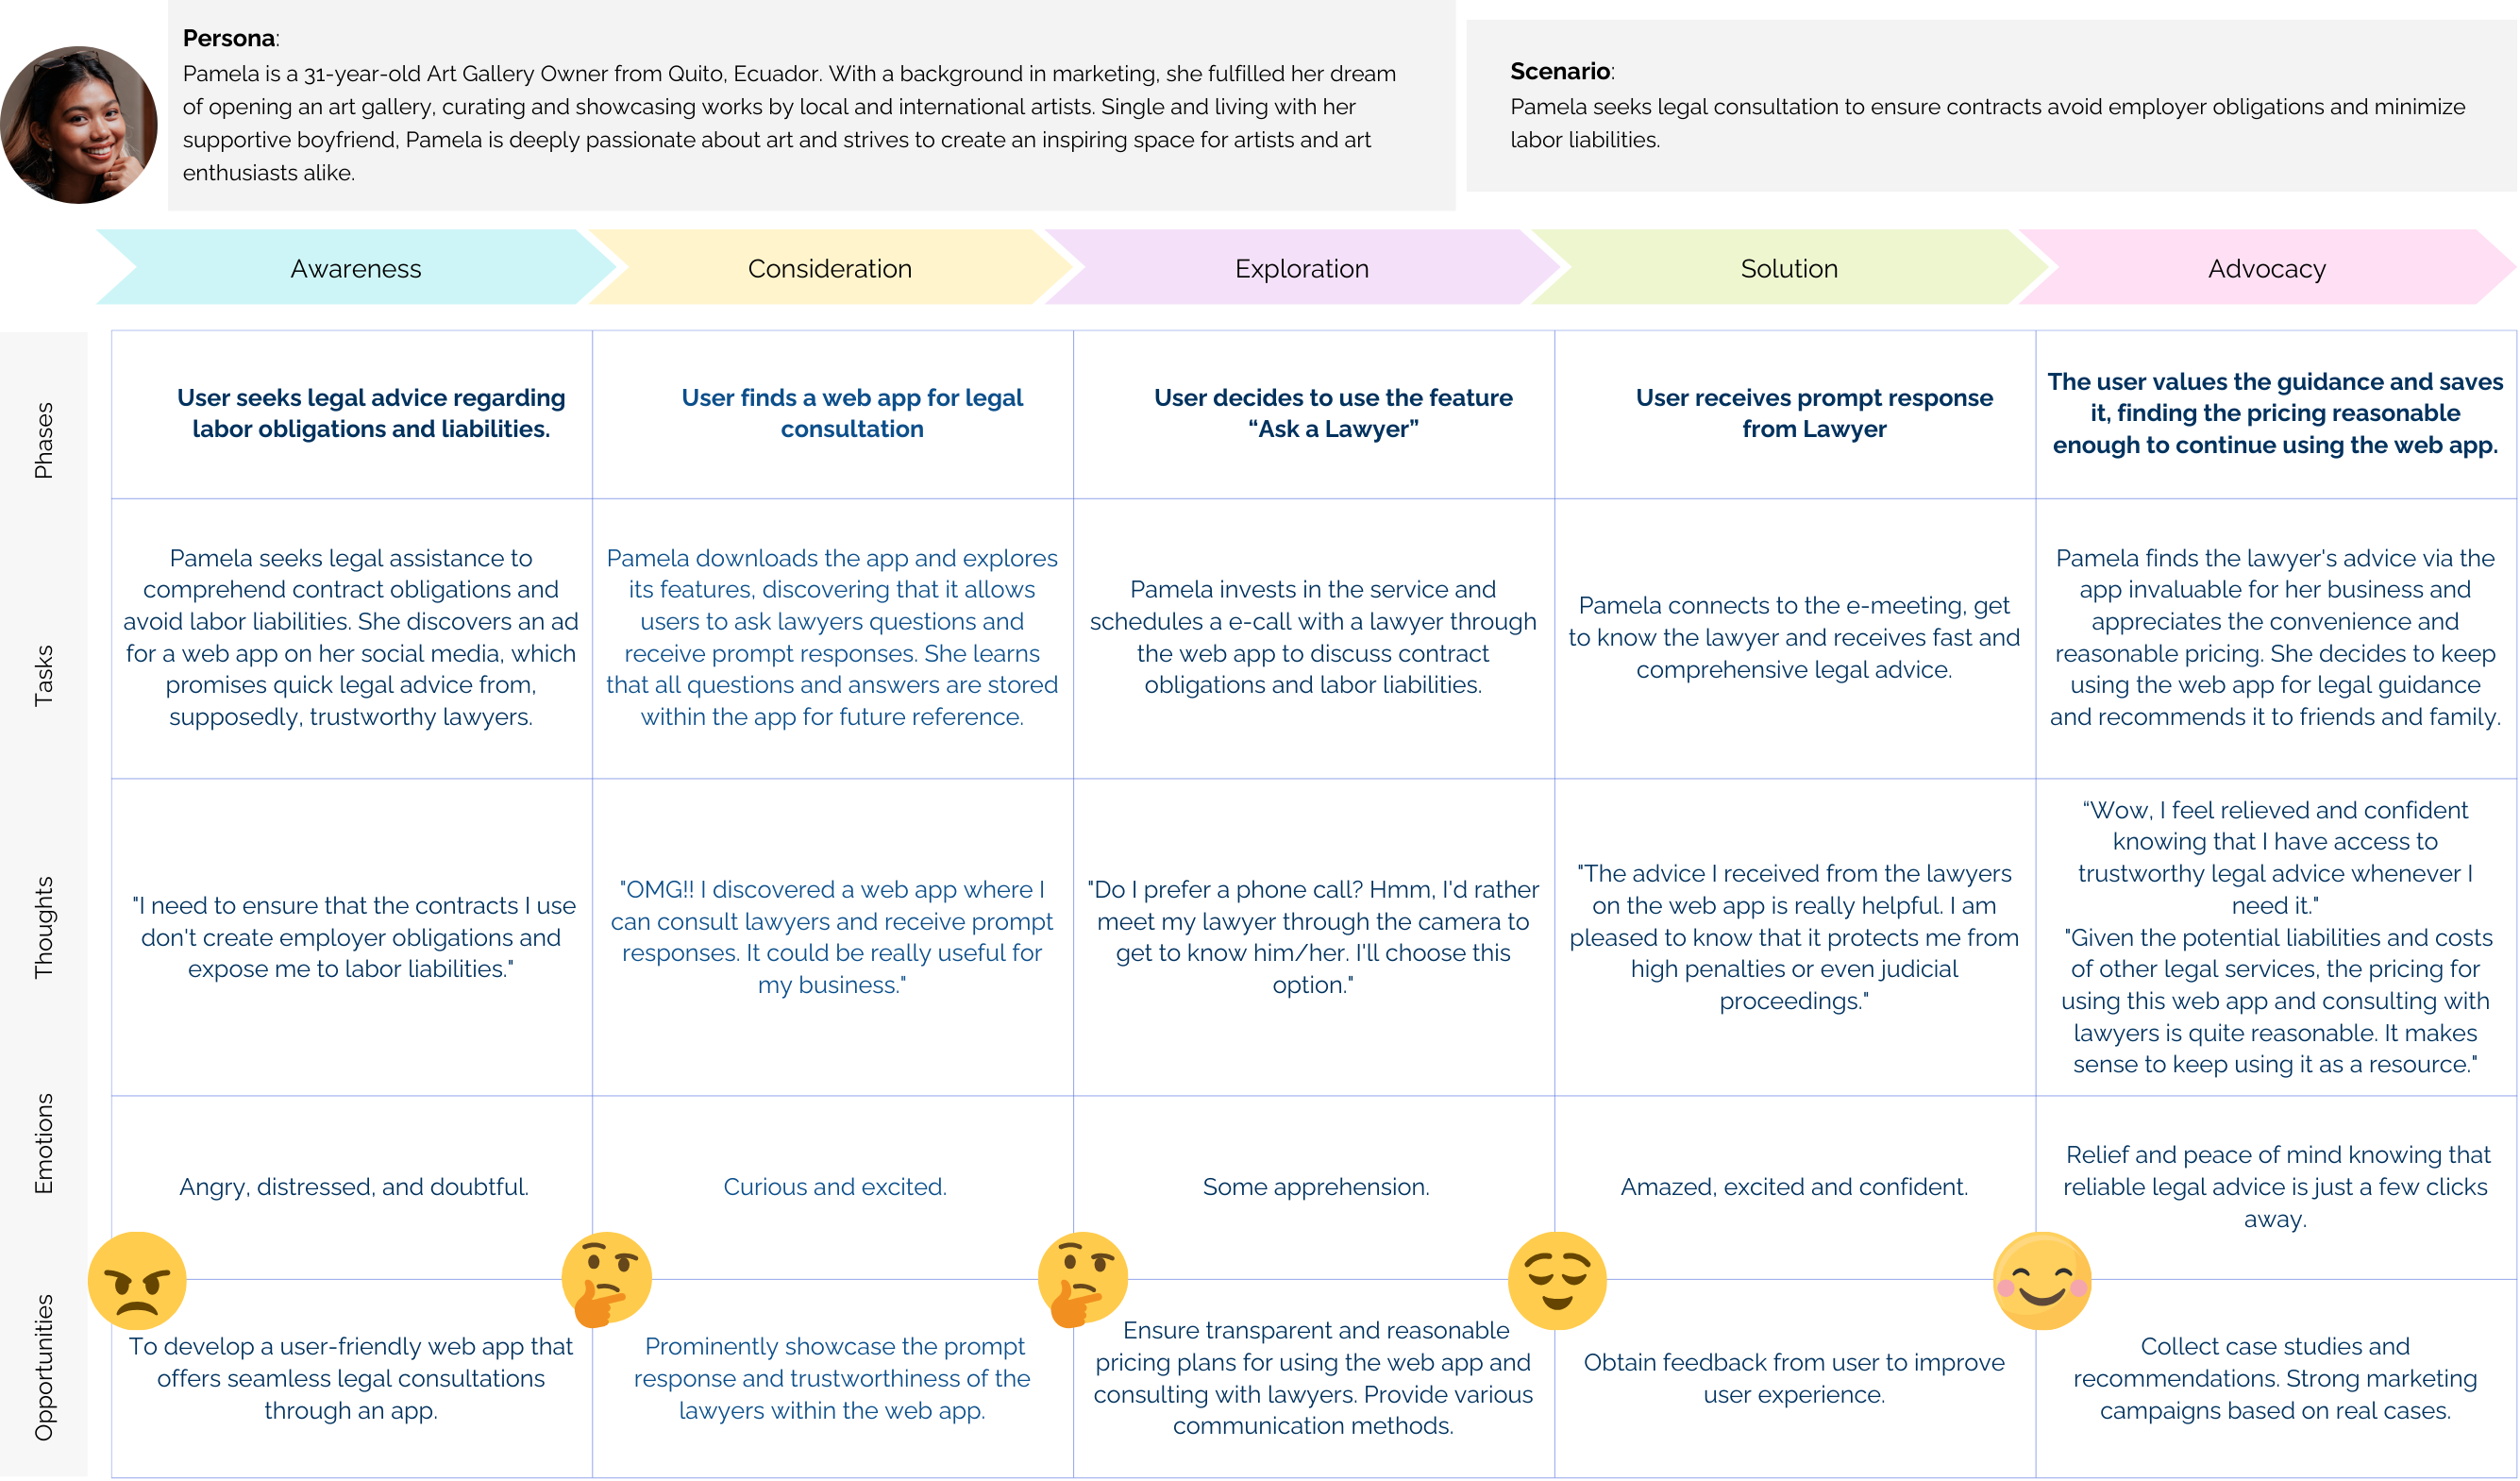 Persona:
Pamela is a 31-year-old Art Gallery Owner from Quito, Ecuador. With a background in marketing, she fulfilled her dream
of opening an art gallery, curating and showcasing works by local and international artists. Single and living with her
supportive boyfriend, Pamela is deeply passionate about art and strives to create an inspiring space for artists and art
enthusiasts alike.
Scenario:
Pamela seeks legal consultation to ensure contracts avoid employer obligations and minimize
labor liabilities.
Awareness
Consideration
Exploration
Solution
Advocacy
Phases
User seeks legal advice regarding
labor obligations and liabilities.
User finds a web app for legal
consultation
User decides to use the feature
“Ask a Lawyer”
User receives prompt response
from Lawyer
The user values the guidance and saves
it, finding the pricing reasonable
enough to continue using the web app.
Tasks
Pamela seeks legal assistance to
comprehend contract obligations and
avoid labor liabilities. She discovers an ad
for a web app on her social media, which
promises quick legal advice from,
supposedly, trustworthy lawyers.
Pamela downloads the app and explores
its features, discovering that it allows
users to ask lawyers questions and
receive prompt responses. She learns
that all questions and answers are stored
within the app for future reference.
Pamela invests in the service and
schedules a e-call with a lawyer through
the web app to discuss contract
obligations and labor liabilities.
Pamela connects to the e-meeting, get
to know the lawyer and receives fast and
comprehensive legal advice.
Pamela finds the lawyer's advice via the
app invaluable for her business and
appreciates the convenience and
reasonable pricing. She decides to keep
using the web app for legal guidance
and recommends it to friends and family.
Thoughts
"I need to ensure that the contracts I use
don't create employer obligations and
expose me to labor liabilities."
"OMG!! I discovered a web app where I
can consult lawyers and receive prompt
responses. It could be really useful for
my business."
"Do I prefer a phone call? Hmm, I'd rather
meet my lawyer through the camera to
get to know him/her. I'll choose this
option."
"The advice I received from the lawyers
on the web app is really helpful. I am
pleased to know that it protects me from
high penalties or even judicial
proceedings."
“Wow, I feel relieved and confident
knowing that I have access to
trustworthy legal advice whenever I
need it."
"Given the potential liabilities and costs
of other legal services, the pricing for
using this web app and consulting with
lawyers is quite reasonable. It makes
sense to keep using it as a resource."
Emotions
Angry, distressed, and doubtful.
Curious and excited.
Some apprehension.
Amazed, excited and confident.
Relief and peace of mind knowing that
reliable legal advice is just a few clicks
away.
Opportunities
To develop a user-friendly web app that
offers seamless legal consultations
through an app.
Prominently showcase the prompt
response and trustworthiness of the
lawyers within the web app.
Ensure transparent and reasonable
pricing plans for using the web app and
consulting with lawyers. Provide various
communication methods.
Obtain feedback from user to improve
user experience.
Collect case studies and
recommendations. Strong marketing
campaigns based on real cases.